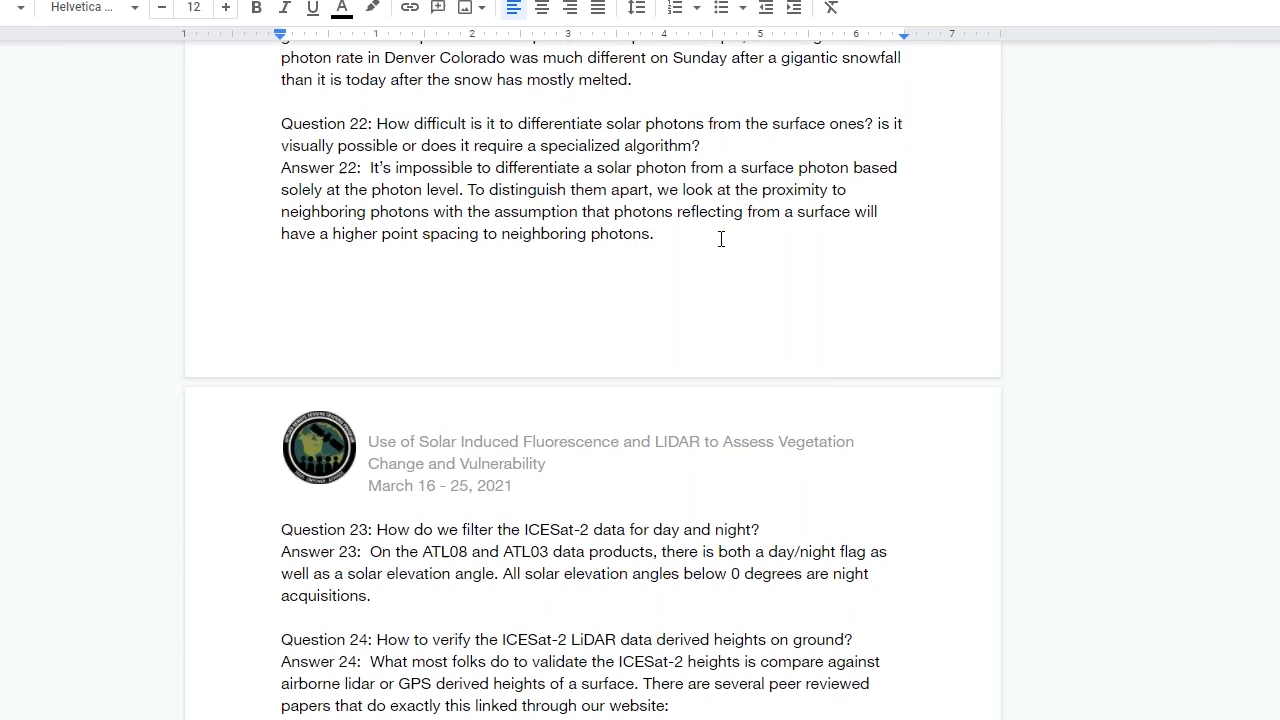 Helvetica ...
12
B I U A
1 1 2 3 4 5 6 7
photon rate in Denver Colorado was much different on Sunday after a gigantic snowfall
than it is today after the snow has mostly melted.
Question 22: How difficult is it to differentiate solar photons from the surface ones? is it
visually possible or does it require a specialized algorithm?
Answer 22: It’s impossible to differentiate a solar photon from a surface photon based
solely at the photon level. To distinguish them apart, we look at the proximity to
neighboring photons with the assumption that photons reflecting from a surface will
have a higher point spacing to neighboring photons.
Use of Solar Induced Fluorescence and LIDAR to Assess Vegetation
Change and Vulnerability
March 16 - 25, 2021
Question 23: How do we filter the ICESat-2 data for day and night?
Answer 23: On the ATL08 and ATL03 data products, there is both a day/night flag as
well as a solar elevation angle. All solar elevation angles below 0 degrees are night
acquisitions.
Question 24: How to verify the ICESat-2 LiDAR data derived heights on ground?
Answer 24: What most folks do to validate the ICESat-2 heights is compare against
airborne lidar or GPS derived heights of a surface. There are several peer reviewed
papers that do exactly this linked through our website: